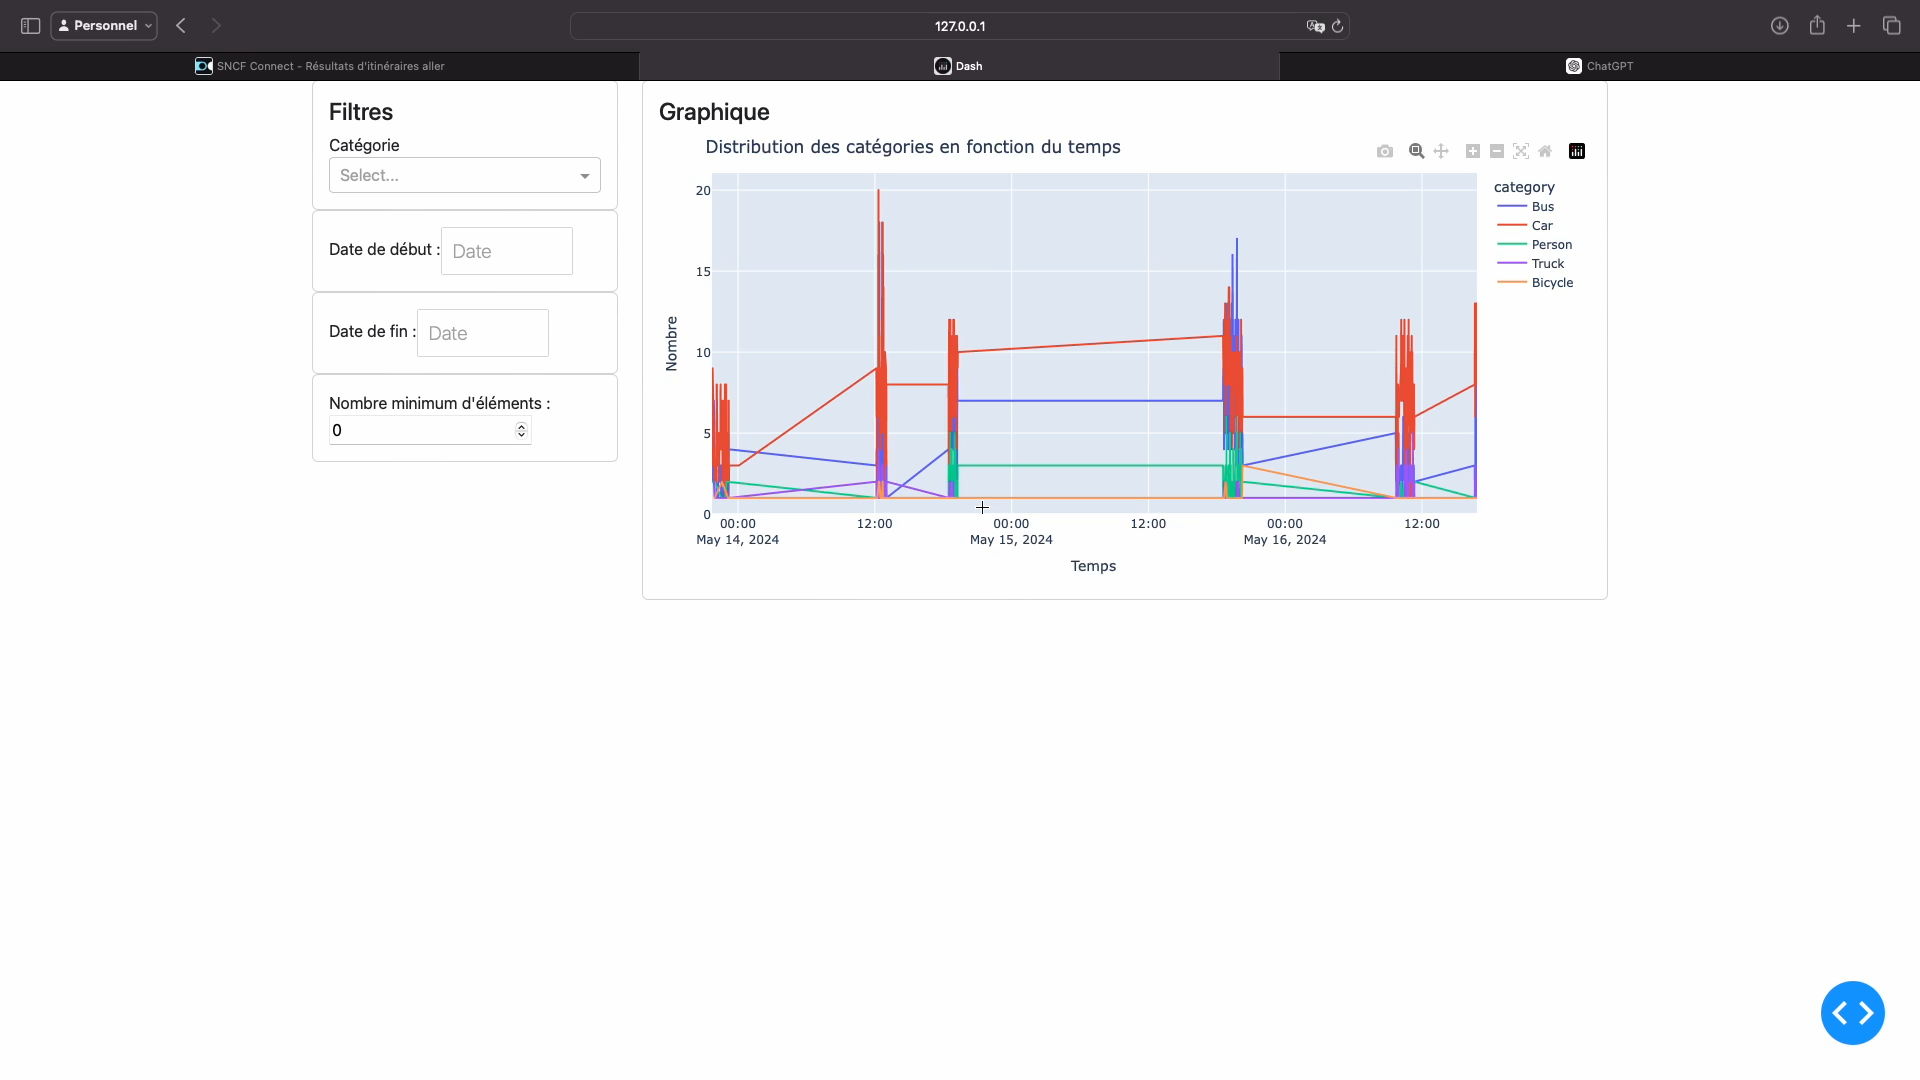 Personnel
127.0.0.1
SNCF Connect - Résultats d'itinéraires aller
Dash
ChatGPT
Filtres
Catégorie
Select...
Date de début :
Date
Date de fin :
Date
Nombre minimum d'éléments :
0
Graphique
Distribution des catégories en fonction du temps
category
Bus
Car
Person
Truck
Bicycle
Nombre
20
15
10
5
0
00:00
May 14, 2024
12:00
00:00
May 15, 2024
12:00
00:00
May 16, 2024
12:00
Temps